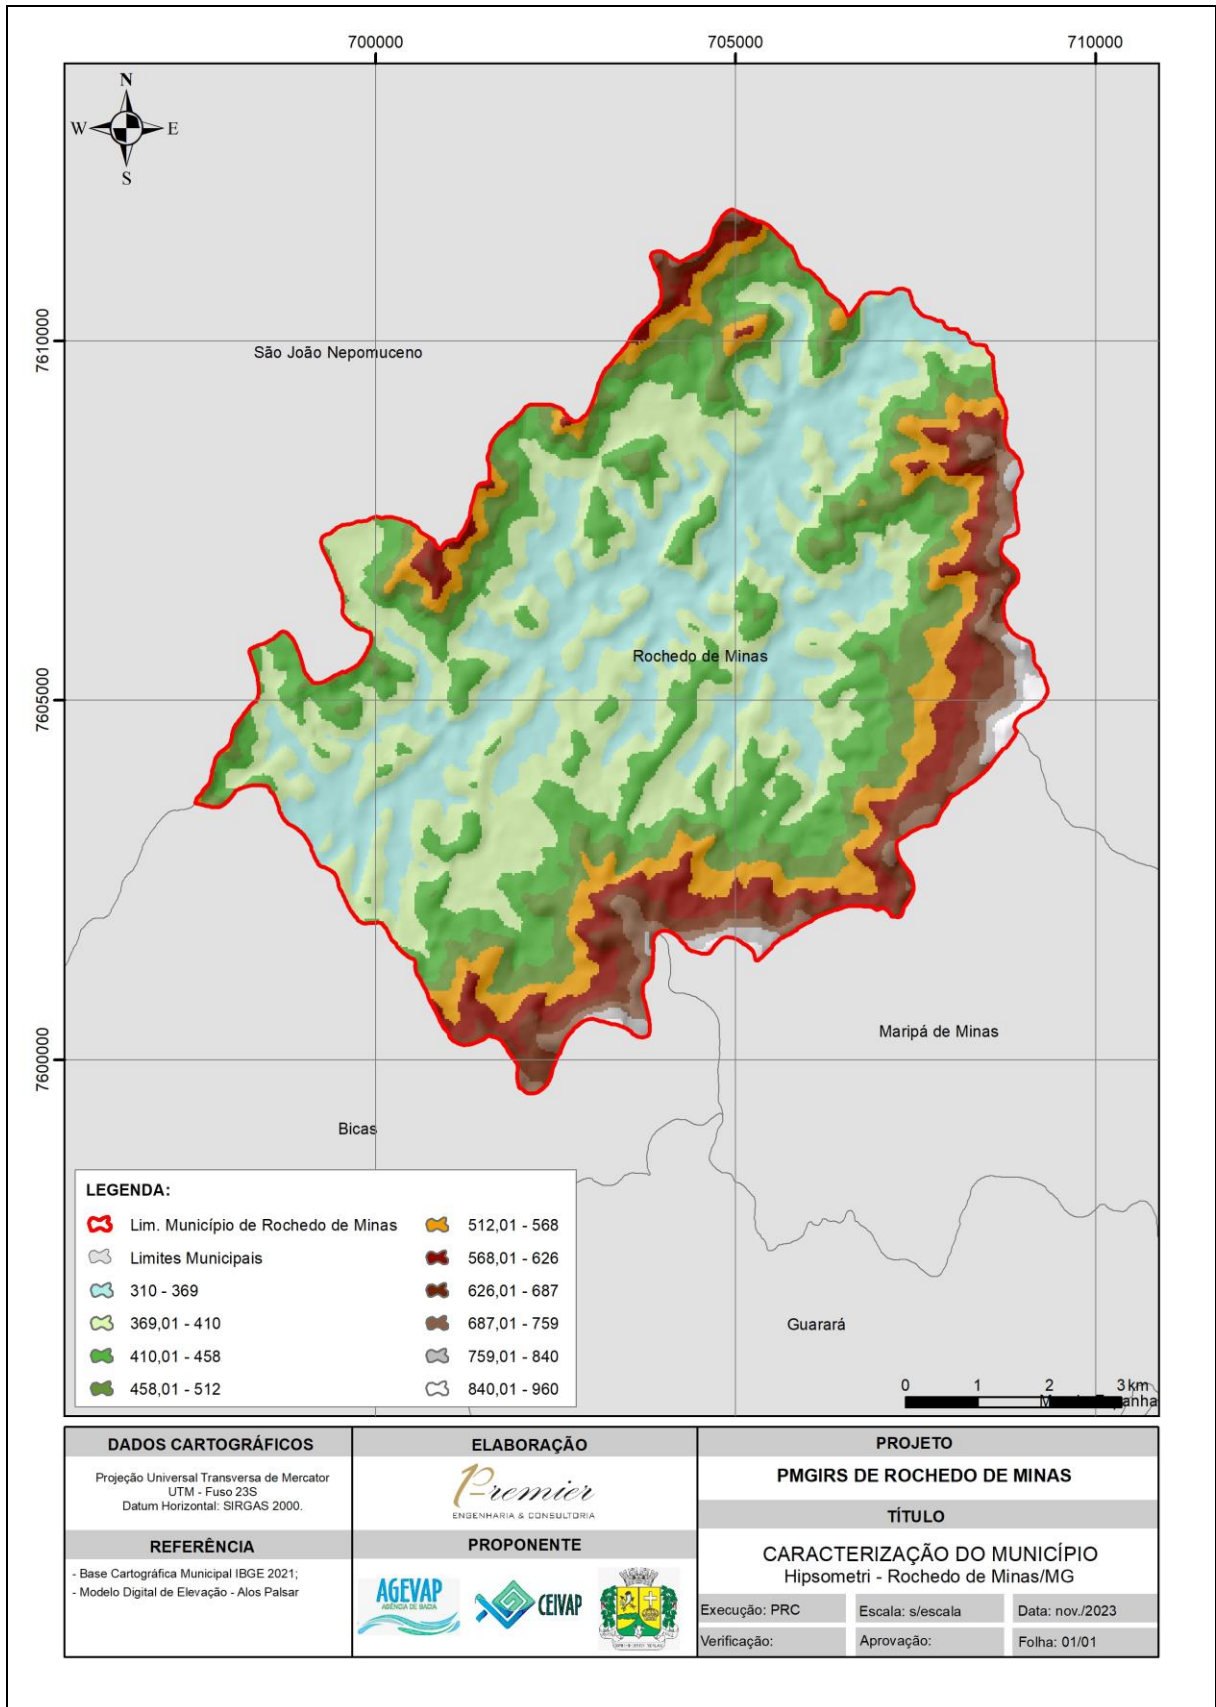 700000
705000
710000
N
W
E
S
7610000
São João Nepomuceno
Rochedo de Minas
7605000
7600000
Maripá de Minas
Bicas
Guarará
LEGENDA:
Lim. Município de Rochedo de Minas
Limites Municipais
310 - 369
369,01 - 410
410,01 - 458
458,01 - 512
512,01 - 568
568,01 - 626
626,01 - 687
687,01 - 759
759,01 - 840
840,01 - 960
0 1 2 3 km
DADOS CARTOGRÁFICOS
Projeção Universal Transversa de Mercator
UTM - Fuso 23S
Datum Horizontal: SIRGAS 2000.
REFERÊNCIA
- Base Cartográfica Municipal IBGE 2021;
- Modelo Digital de Elevação - Alos Palsar
ELABORAÇÃO
Premier
ENGENHARIA & CONSULTORIA
PROPONENTE
AGEVAP
AGÊNCIA DE BACIA
CEIVAP
PROJETO
PMGIRS DE ROCHEDO DE MINAS
TÍTULO
CARACTERIZAÇÃO DO MUNICÍPIO
Hipsometri - Rochedo de Minas/MG
Execução: PRC
Escala: s/escala
Data: nov./2023
Verificação:
Aprovação:
Folha: 01/01